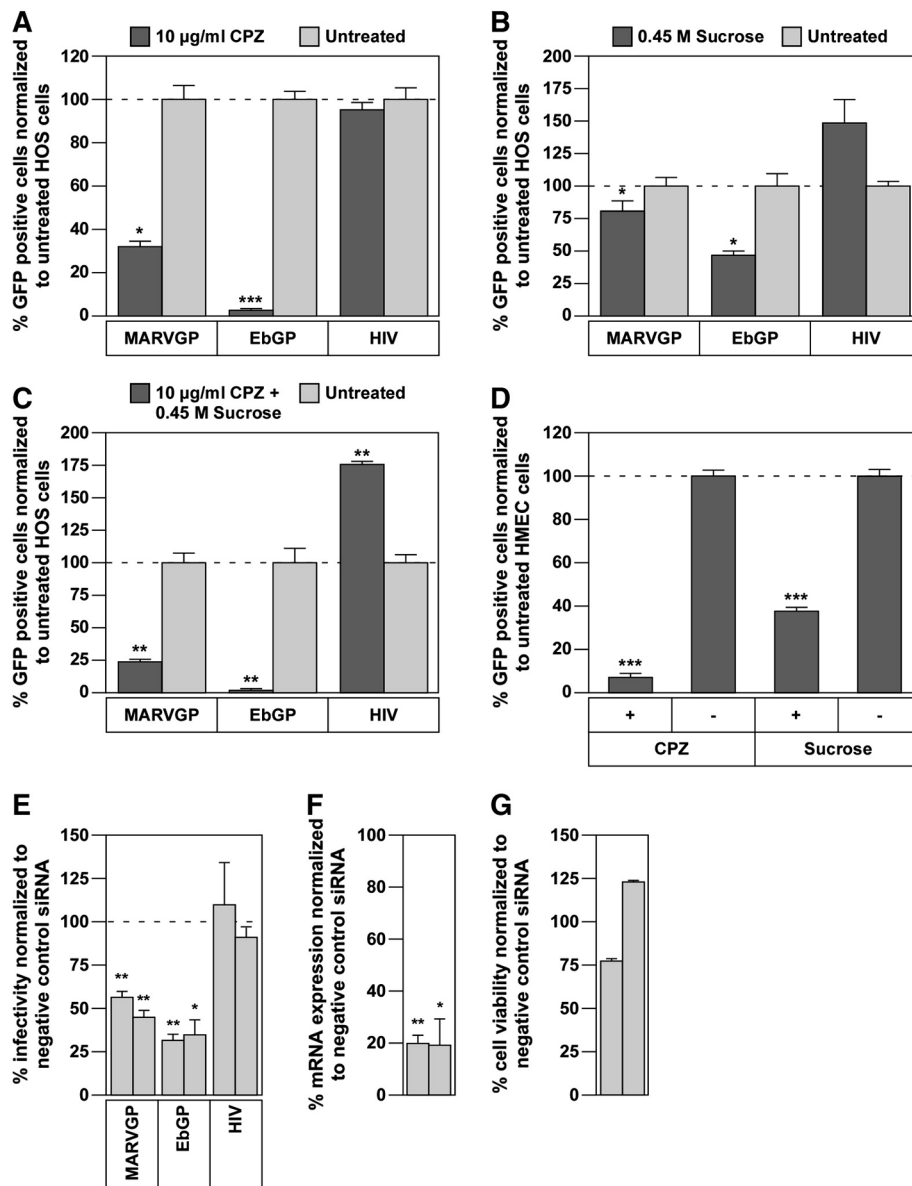 A
10 µg/ml CPZ Untreated
% GFP positive cells normalized
to untreated HOS cells
120
100
80
60
40
20
0
*
***
MARVGP EbGP HIV
B
0.45 M Sucrose Untreated
% GFP positive cells normalized
to untreated HOS cells
200
175
150
125
100
75
50
25
0
*
*
MARVGP EbGP HIV
C
10 µg/ml CPZ + Untreated
0.45 M Sucrose
% GFP positive cells normalized
to untreated HOS cells
200
175
150
125
100
75
50
25
0
**
**
**
MARVGP EbGP HIV
D
% GFP positive cells normalized
to untreated HMEC cells
120
100
80
60
40
20
0
***
***
+ - + -
CPZ Sucrose
E
% infectivity normalized to
negative control siRNA
150
125
100
75
50
25
0
** ** ** *
MARVGP EbGP HIV
F
% mRNA expression normalized
to negative control siRNA
100
80
60
40
20
0
** *
G
% cell viability normalized to
negative control siRNA
150
125
100
75
50
25
0